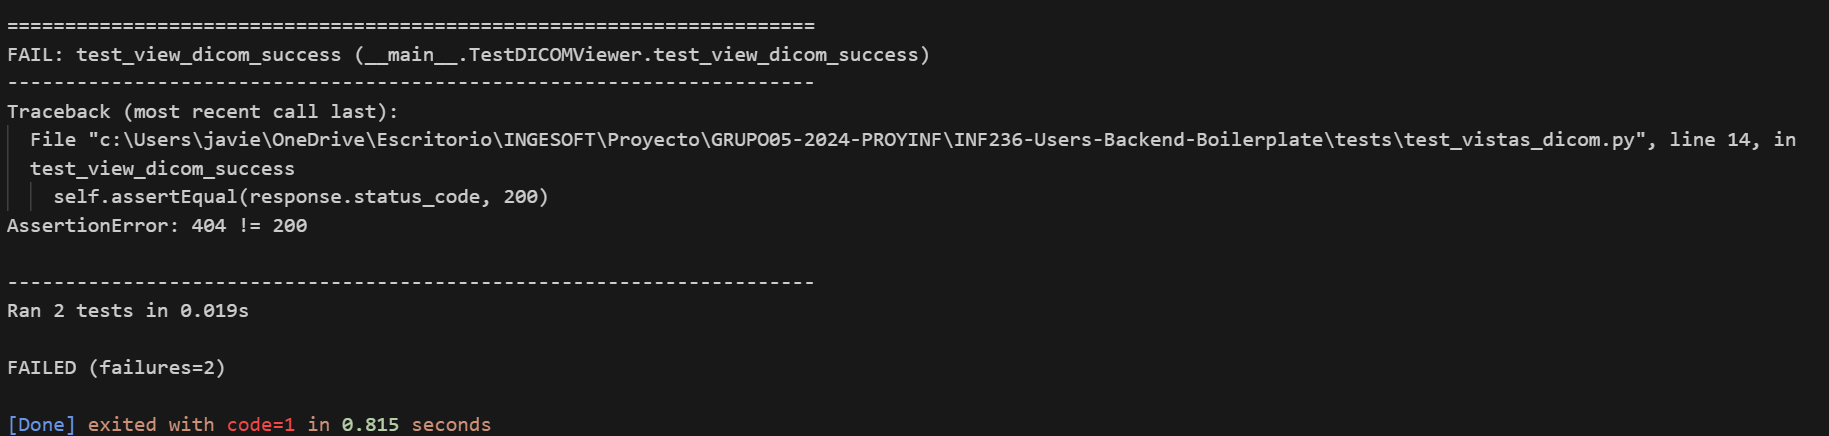 ======================================================================
FAIL: test_view_dicom_success (__main__.TestDICOMViewer.test_view_dicom_success)
----------------------------------------------------------------------
Traceback (most recent call last):
  File "c:\Users\javie\OneDrive\Escritorio\INGESOFT\Proyecto\GRUPO05-2024-PROYINF\INF236-Users-Backend-Boilerplate\tests\test_vistas_dicom.py", line 14, in
  test_view_dicom_success
    self.assertEqual(response.status_code, 200)
AssertionError: 404 != 200

----------------------------------------------------------------------
Ran 2 tests in 0.019s

FAILED (failures=2)

[Done] exited with code=1 in 0.815 seconds